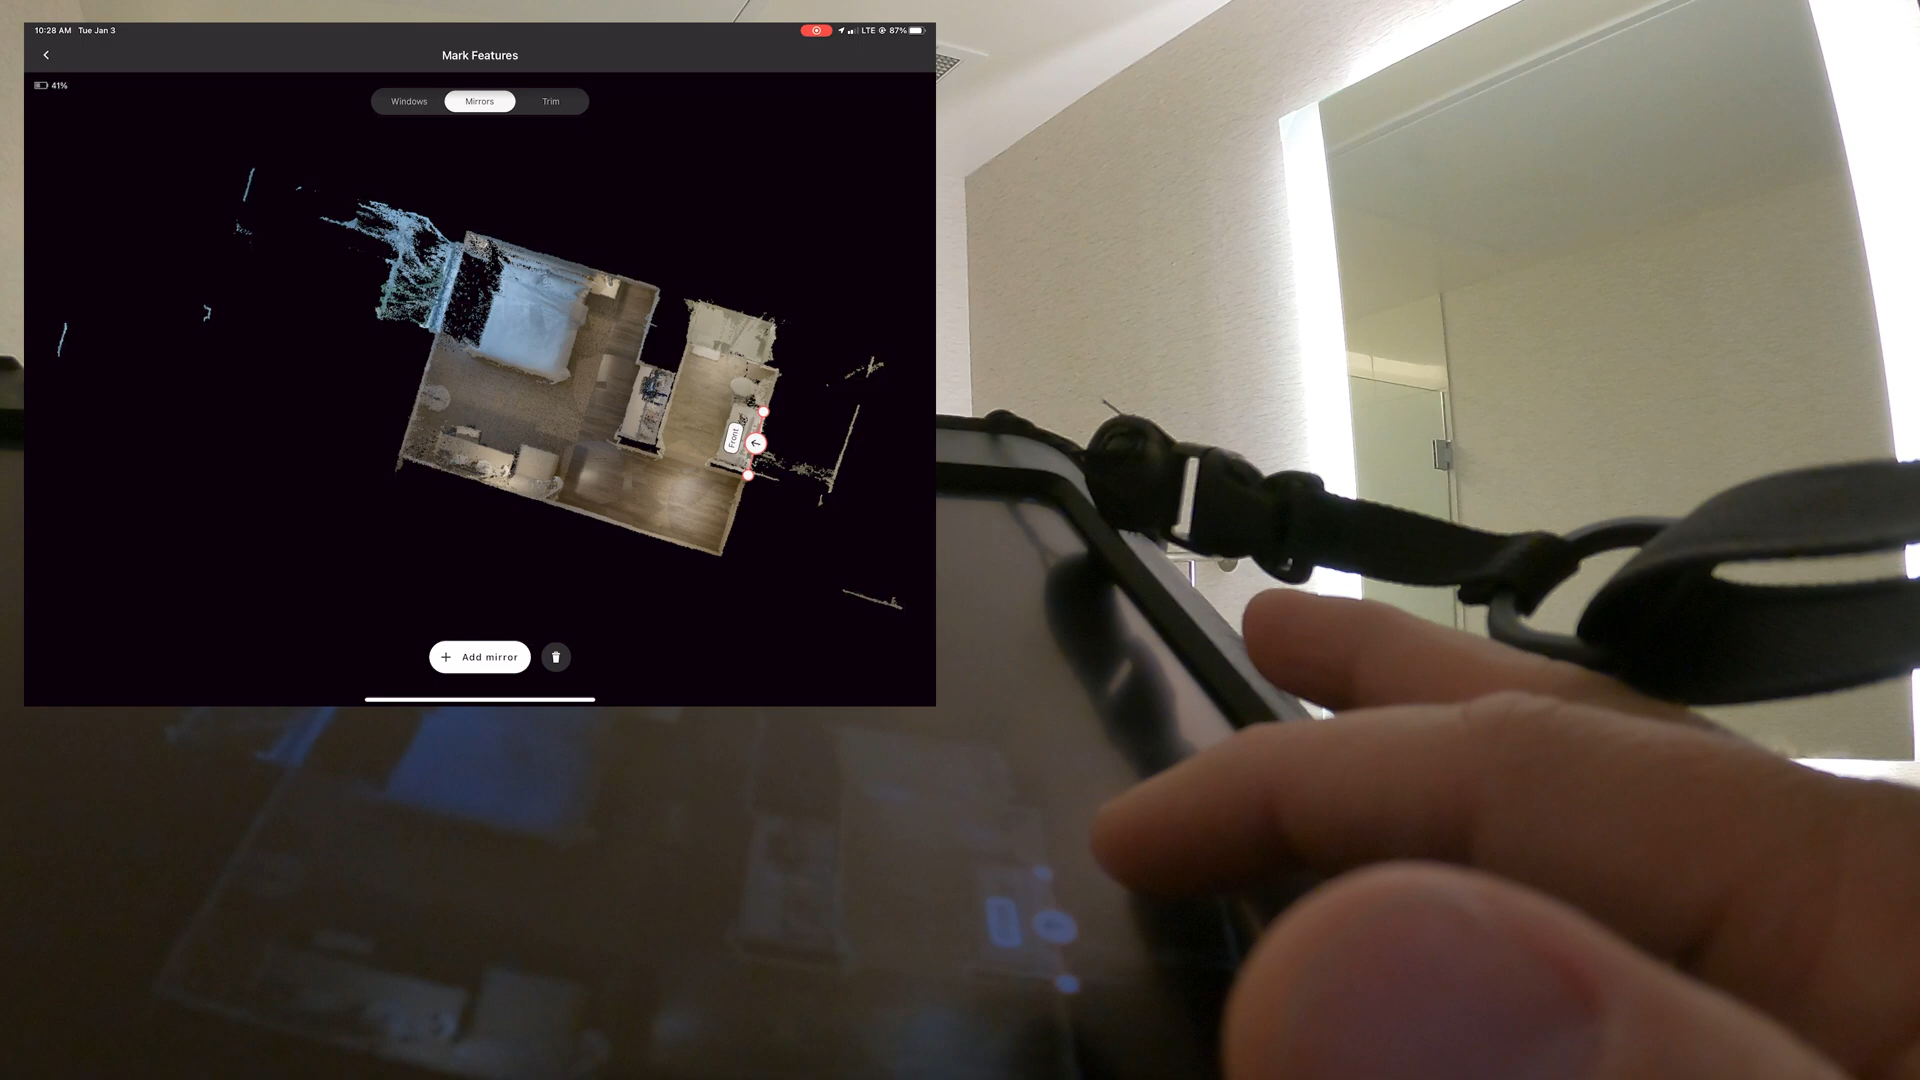 10:28 AM Tue Jan 3
LTE 87%
Mark Features
41%
Windows Mirrors Trim
Front
+ Add mirror